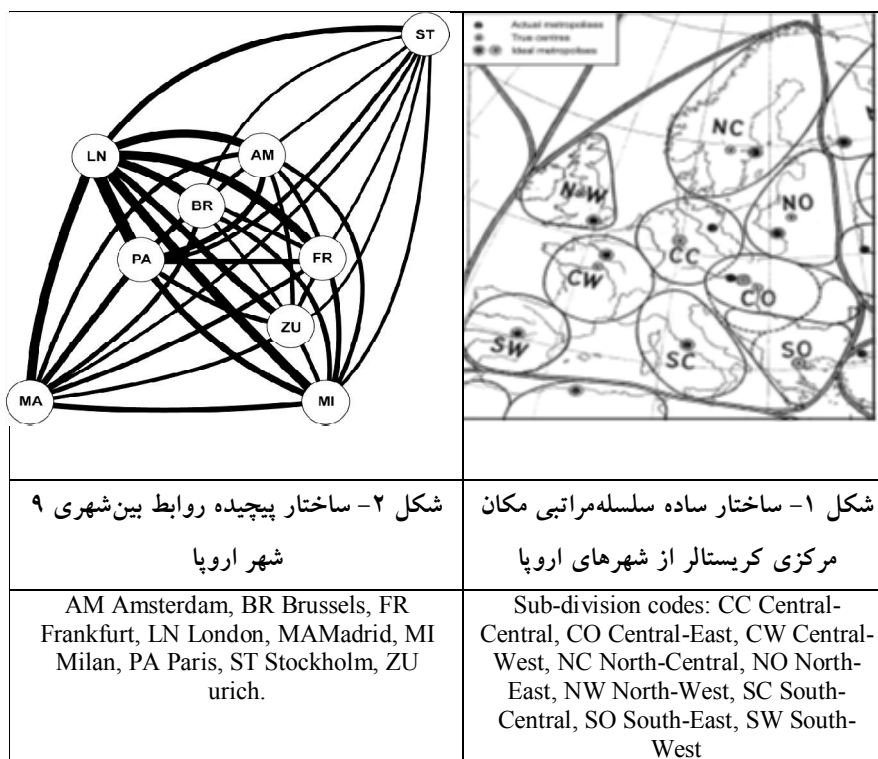 Actual metropolises
True centres
Ideal metropolises
NC
NW
NO
CC
CW
CO
SW
SC
SO
شکل ۱- ساختار ساده سلسله‌مراتبی مکان
مرکزی کریستالر از شهرهای اروپا
Sub-division codes: CC Central-
Central, CO Central-East, CW Central-
West, NC North-Central, NO North-
East, NW North-West, SC South-
Central, SO South-East, SW South-
West
ST
LN
AM
BR
PA
FR
ZU
MA
MI
شکل ۲- ساختار پیچیده روابط بین‌شهری ۹
شهر اروپا
AM Amsterdam, BR Brussels, FR
Frankfurt, LN London, MAMadrid, MI
Milan, PA Paris, ST Stockholm, ZU
urich.